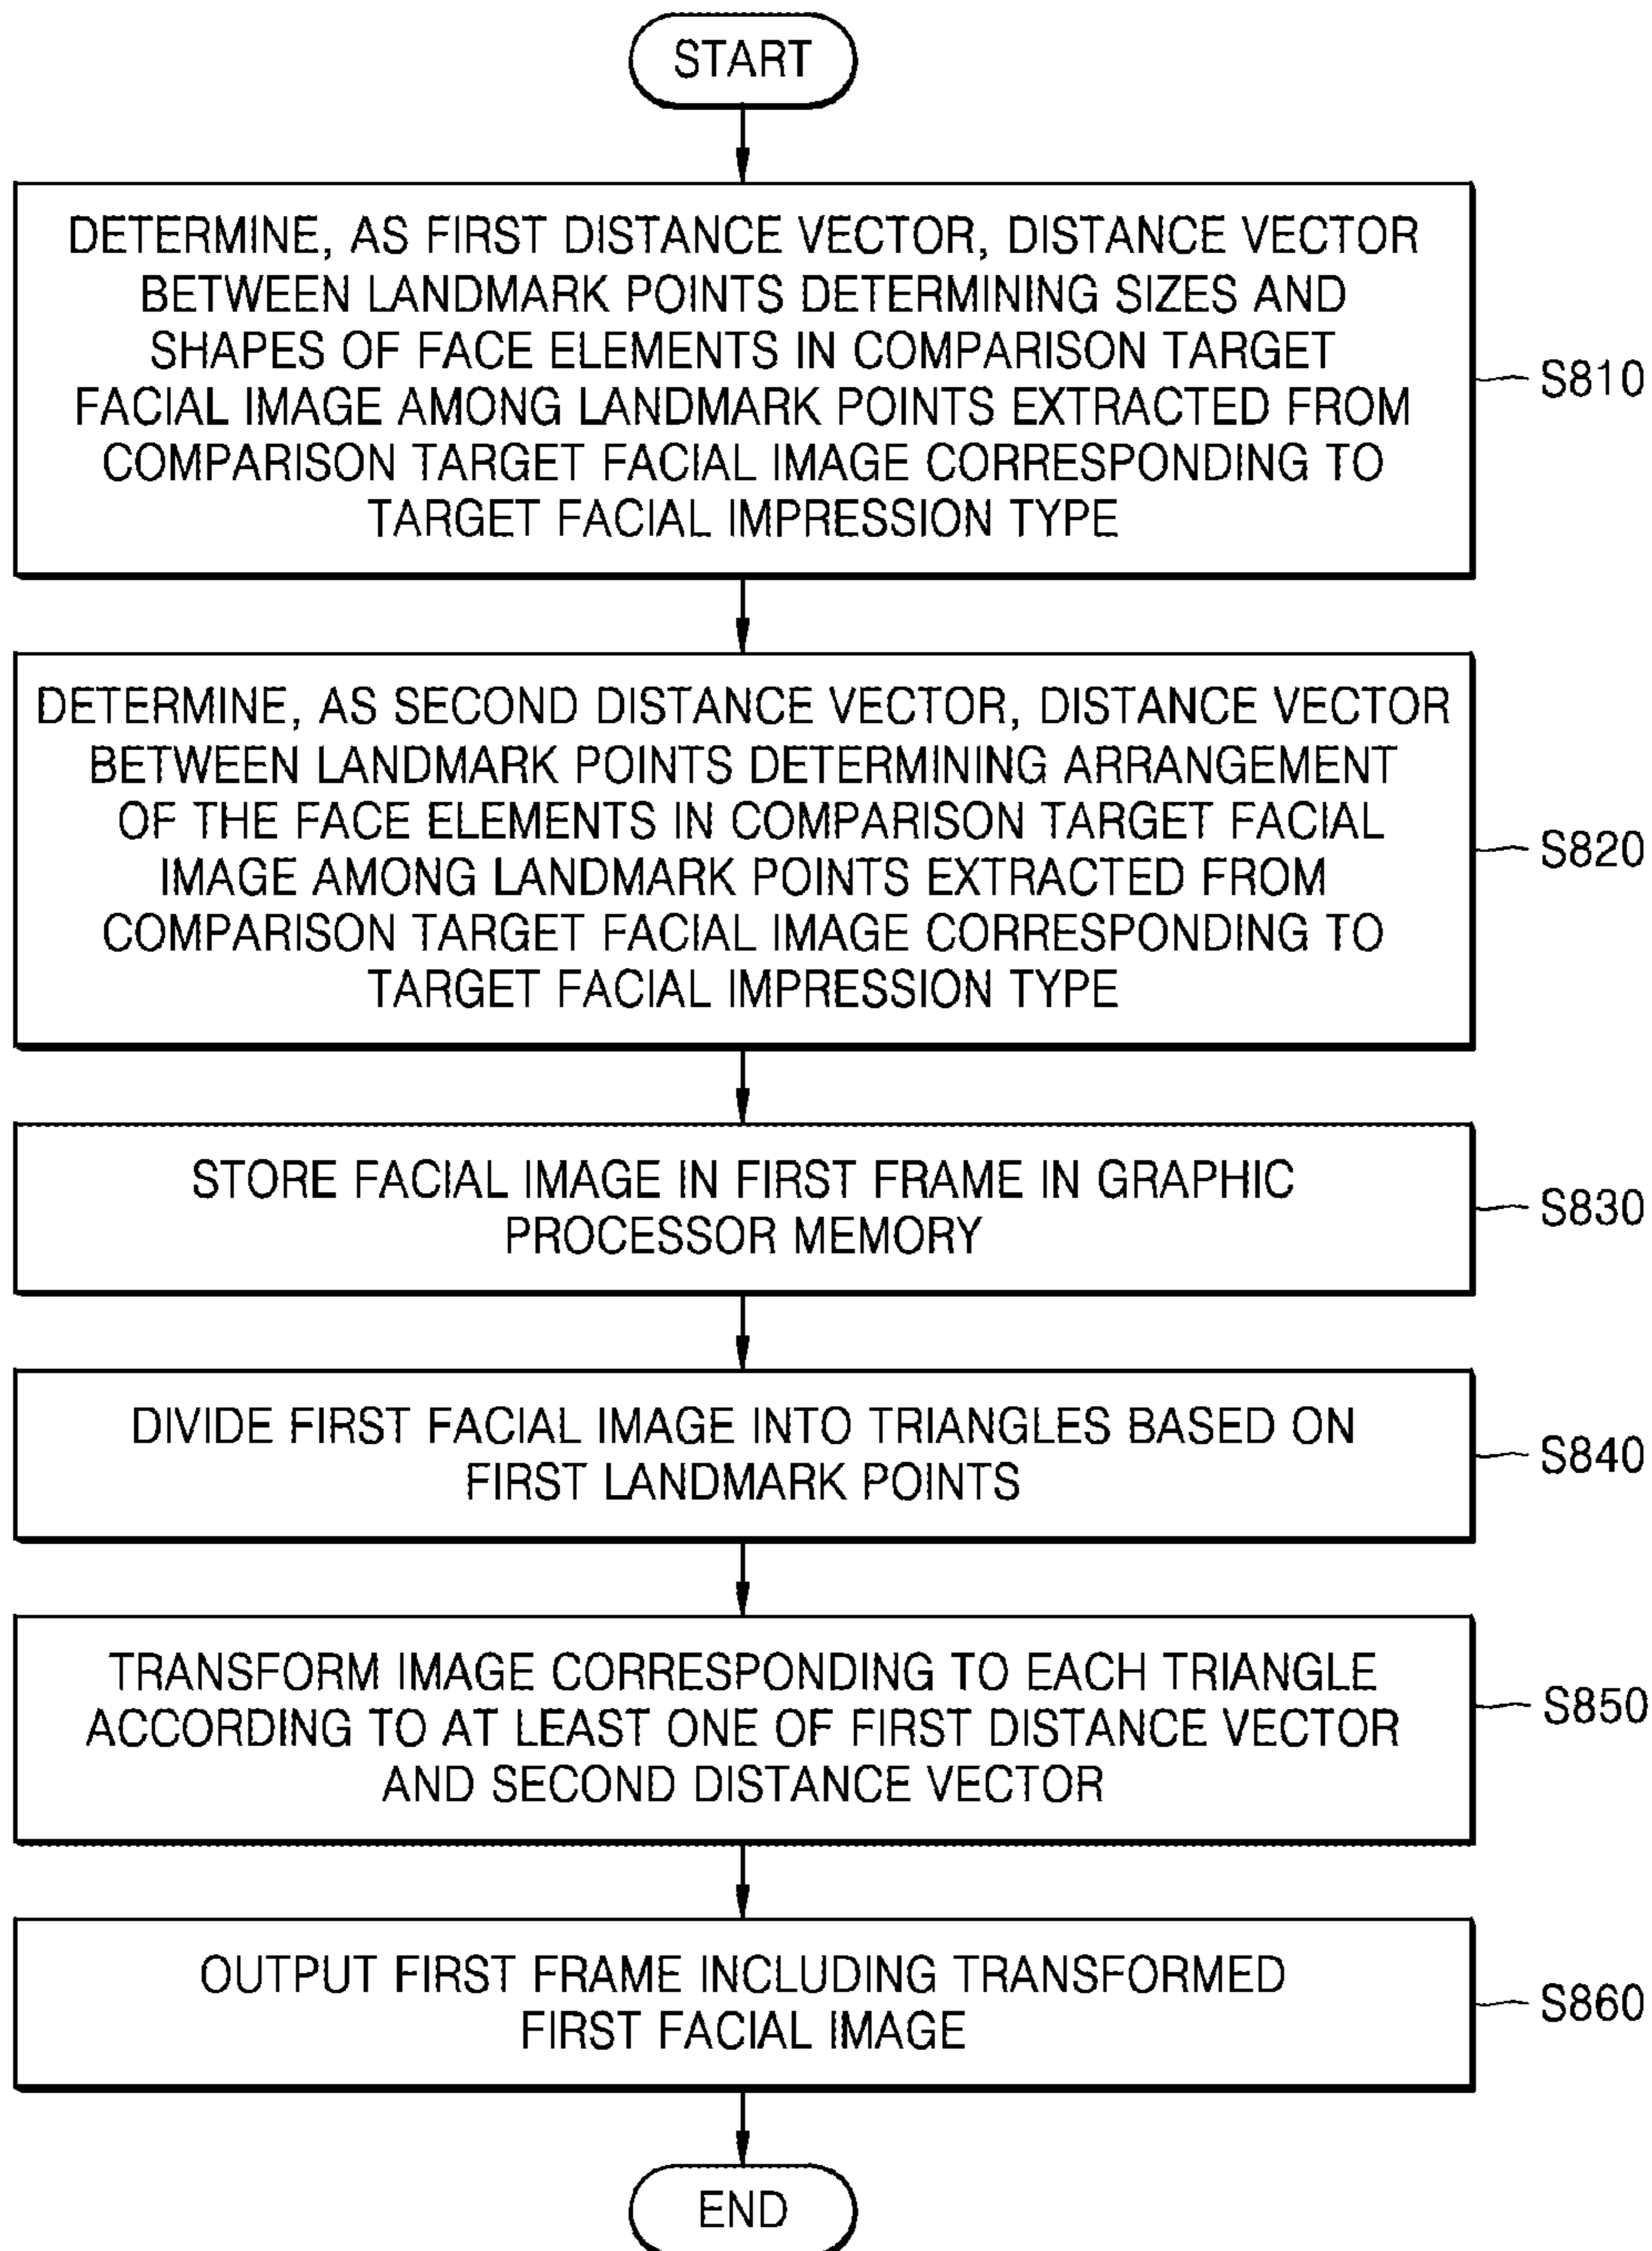 START
DETERMINE, AS FIRST DISTANCE VECTOR, DISTANCE VECTOR
BETWEEN LANDMARK POINTS DETERMINING SIZES AND
SHAPES OF FACE ELEMENTS IN COMPARISON TARGET
FACIAL IMAGE AMONG LANDMARK POINTS EXTRACTED FROM
COMPARISON TARGET FACIAL IMAGE CORRESPONDING TO
TARGET FACIAL IMPRESSION TYPE
S810
DETERMINE, AS SECOND DISTANCE VECTOR, DISTANCE VECTOR
BETWEEN LANDMARK POINTS DETERMINING ARRANGEMENT
OF THE FACE ELEMENTS IN COMPARISON TARGET FACIAL
IMAGE AMONG LANDMARK POINTS EXTRACTED FROM
COMPARISON TARGET FACIAL IMAGE CORRESPONDING TO
TARGET FACIAL IMPRESSION TYPE
S820
STORE FACIAL IMAGE IN FIRST FRAME IN GRAPHIC
PROCESSOR MEMORY
S830
DIVIDE FIRST FACIAL IMAGE INTO TRIANGLES BASED ON
FIRST LANDMARK POINTS
S840
TRANSFORM IMAGE CORRESPONDING TO EACH TRIANGLE
ACCORDING TO AT LEAST ONE OF FIRST DISTANCE VECTOR
AND SECOND DISTANCE VECTOR
S850
OUTPUT FIRST FRAME INCLUDING TRANSFORMED
FIRST FACIAL IMAGE
S860
END